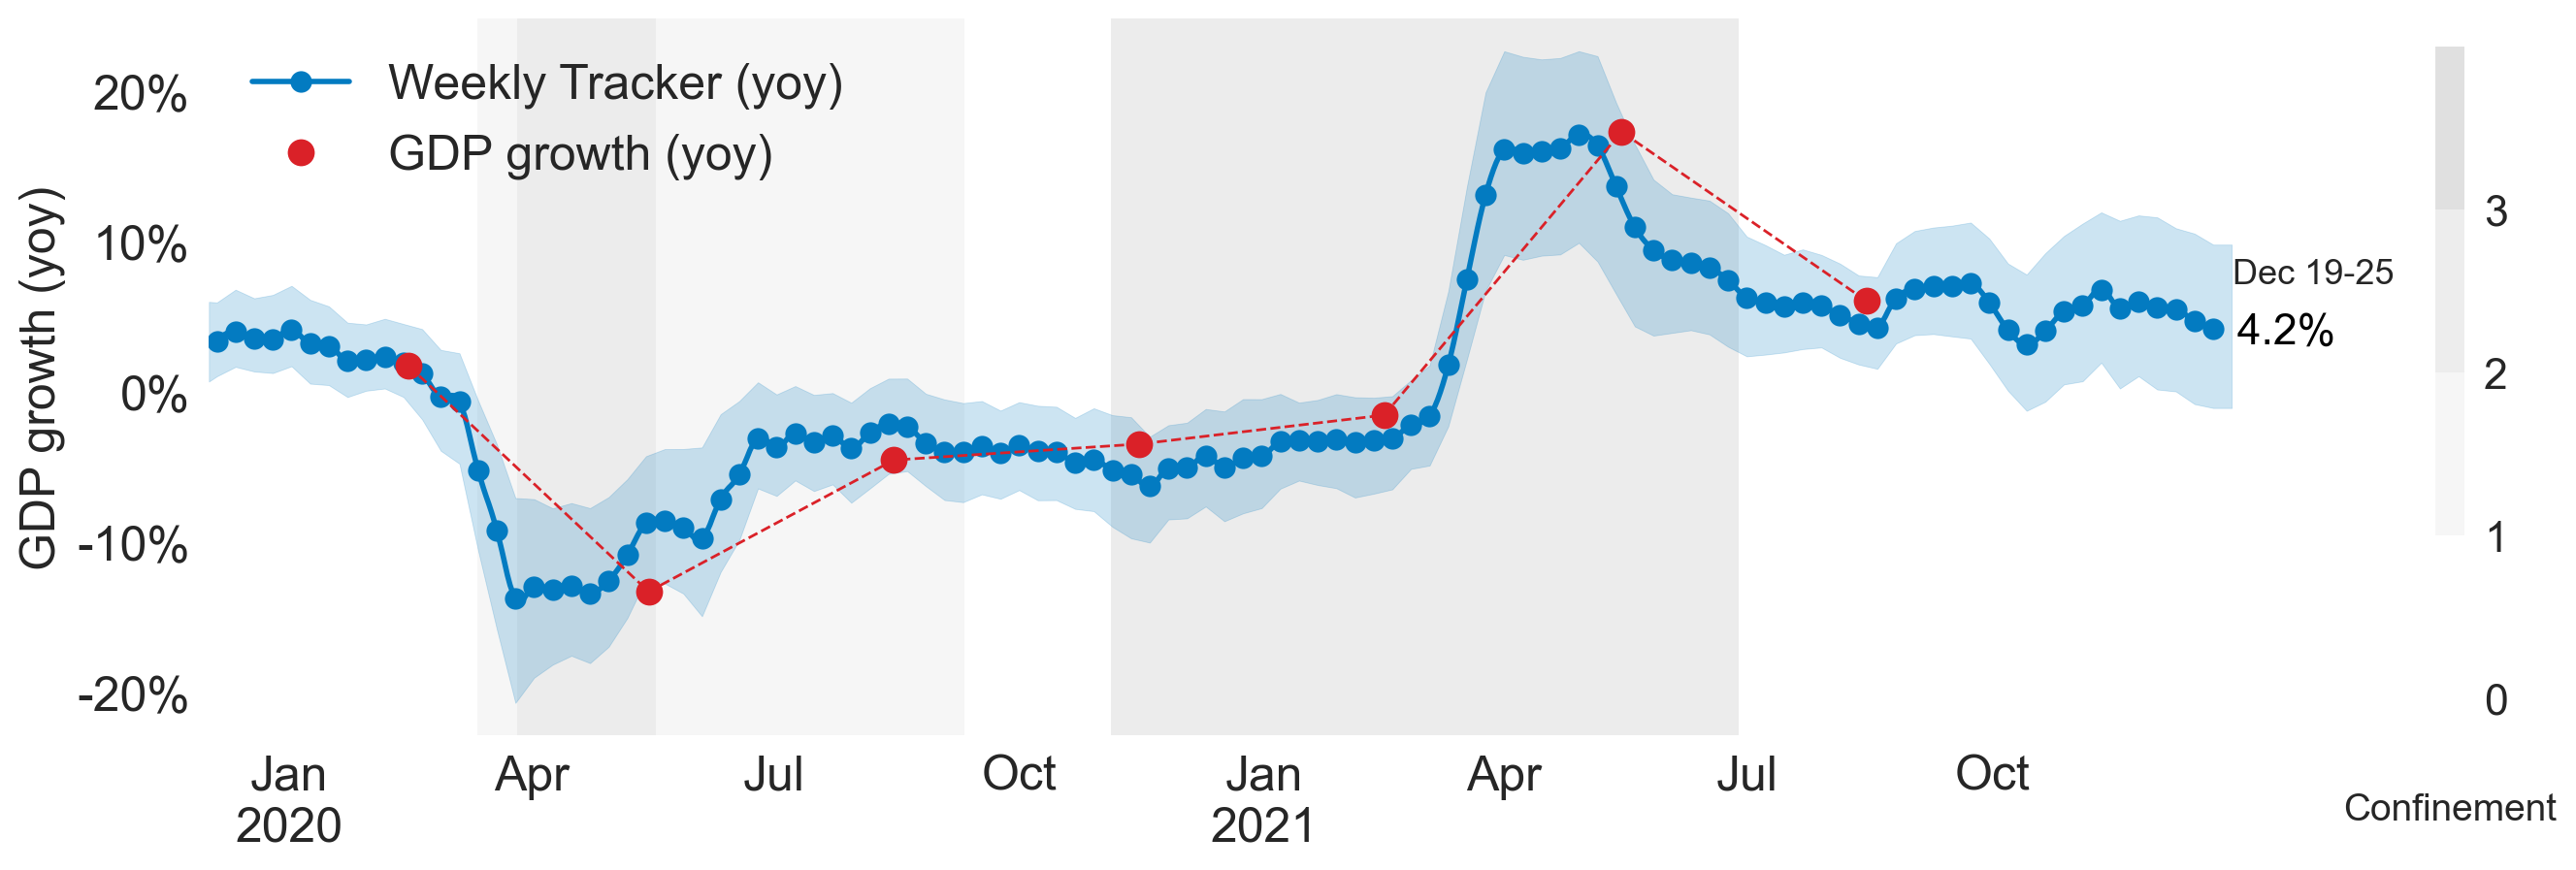 Weekly Tracker (yoy)
GDP growth (yoy)
GDP growth (yoy)
20%
10%
0%
-10%
-20%
Jan
2020
Apr
Jul
Oct
Jan
2021
Apr
Jul
Oct
Dec 19-25
4.2%
3
2
1
0
Confinement